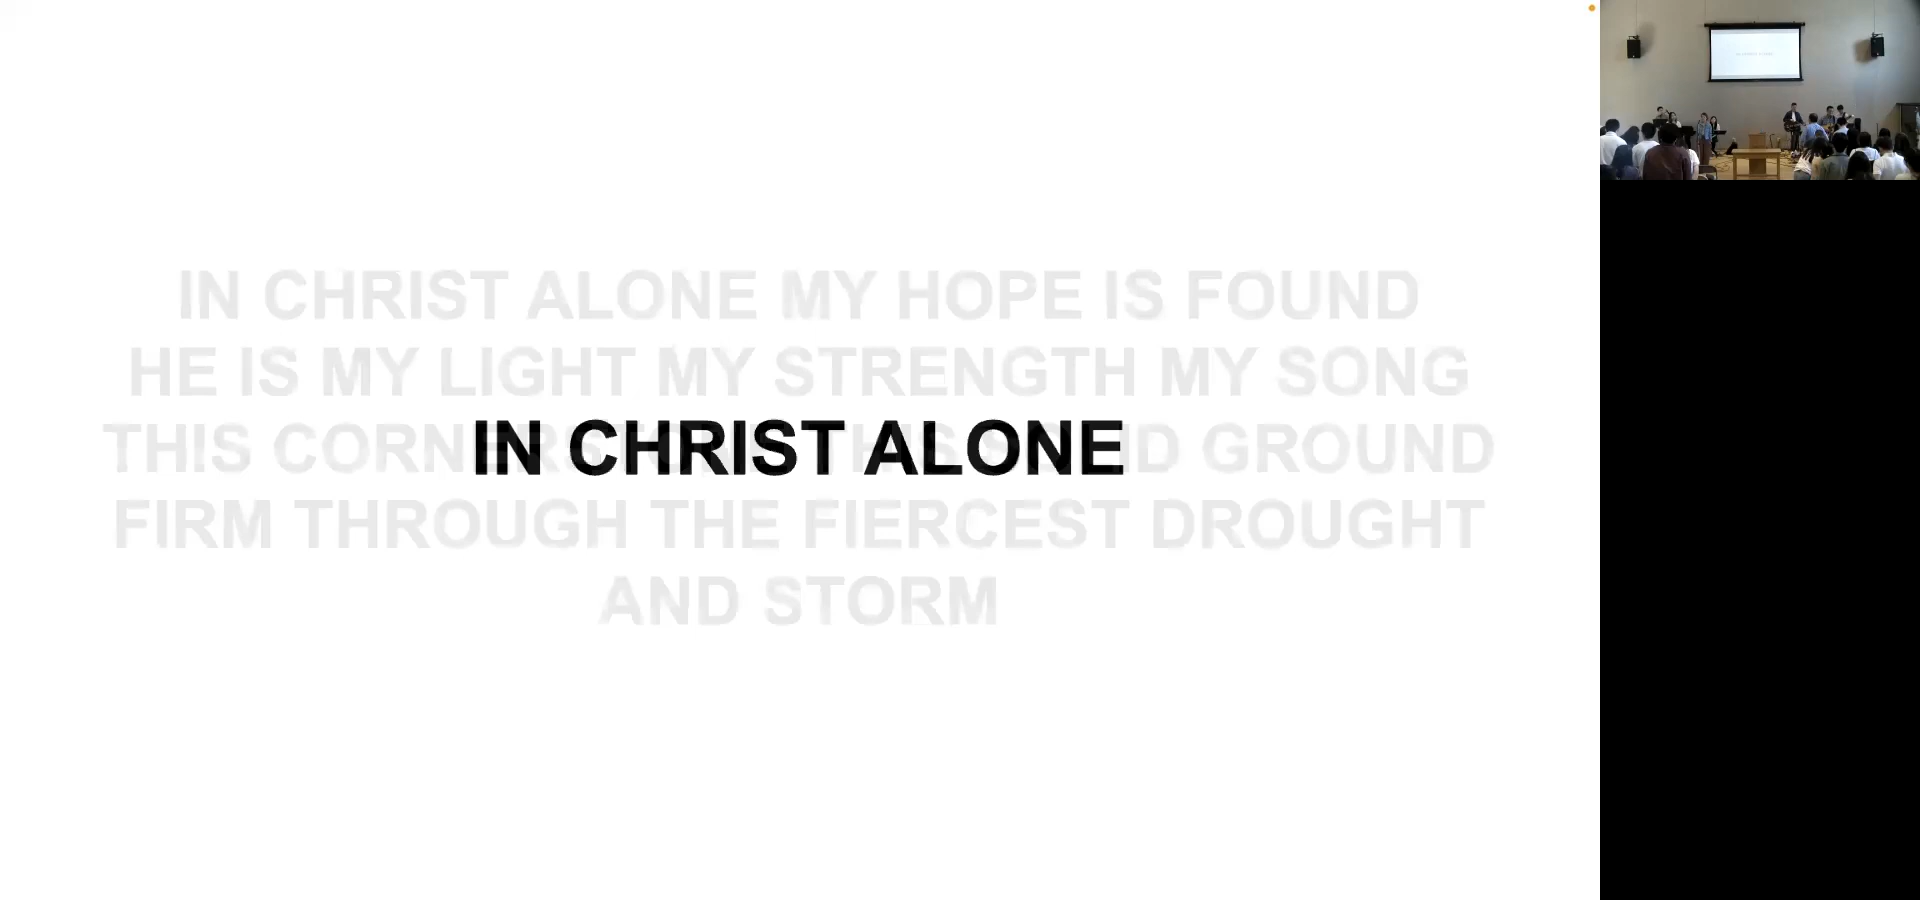 IN CHRIST ALONE MY HOPE IS FOUND
HE IS MY LIGHT MY STRENGTH MY SONG
THIS CORNER GROUND
IN CHRIST ALONE
FIRM THROUGH THE FIERCEST DROUGHT
AND STORM